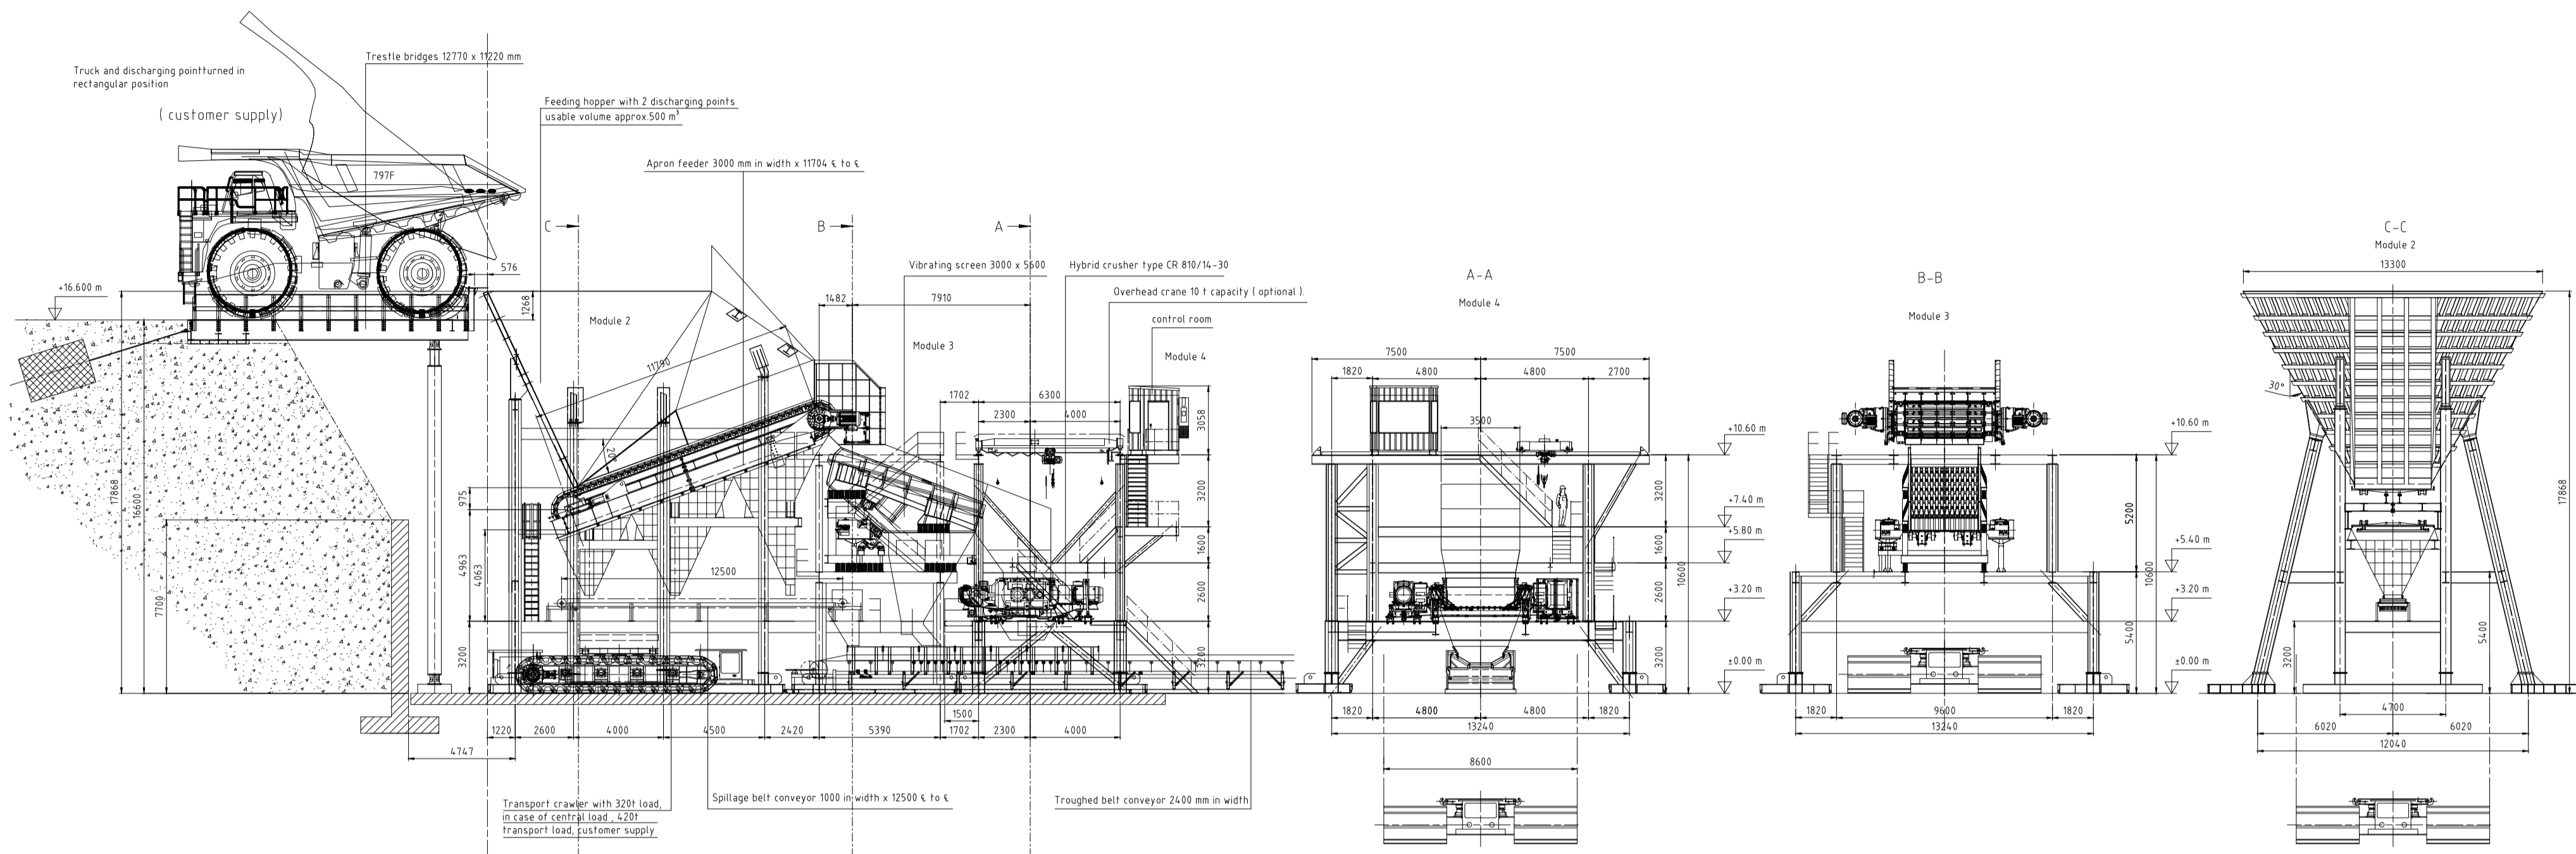 Truck and discharging pointturned in
rectangular position
( customer supply)
Trestle bridges 12770 x 11220 mm
Feeding hopper with 2 discharging points
usable volume approx.500 m³
Apron feeder 3000 mm in width x 11704 ℄ to ℄
797F
C
B
A
576
+16.600 m
1268
Module 2
1482
7910
Vibrating screen 3000 x 5600
Hybrid crusher type CR 810/14-30
Overhead crane 10 t capacity ( optional ).
control room
Module 3
Module 4
11790
1702
6300
2300
4000
3058
20°
975
17868
16600
7700
4963
4063
3200
12500
3200
1600
2600
3200
1500
1220
2600
4000
4500
2420
5390
1702
2300
4000
4747
Transport crawler with 320t load,
in case of central load , 420t
transport load, customer supply
Spillage belt conveyor 1000 in width x 12500 ℄ to ℄
Troughed belt conveyor 2400 mm in width
A-A
Module 4
7500
7500
1820
4800
4800
2700
3500
+10.60 m
+7.40 m
+5.80 m
+3.20 m
±0.00 m
3200
1600
2600
3200
10600
1820
4800
4800
1820
13240
8600
B-B
Module 3
+10.60 m
+5.40 m
+3.20 m
±0.00 m
5200
5400
10600
1820
9600
1820
13240
C-C
Module 2
13300
30°
17868
3200
5400
4700
6020
6020
12040